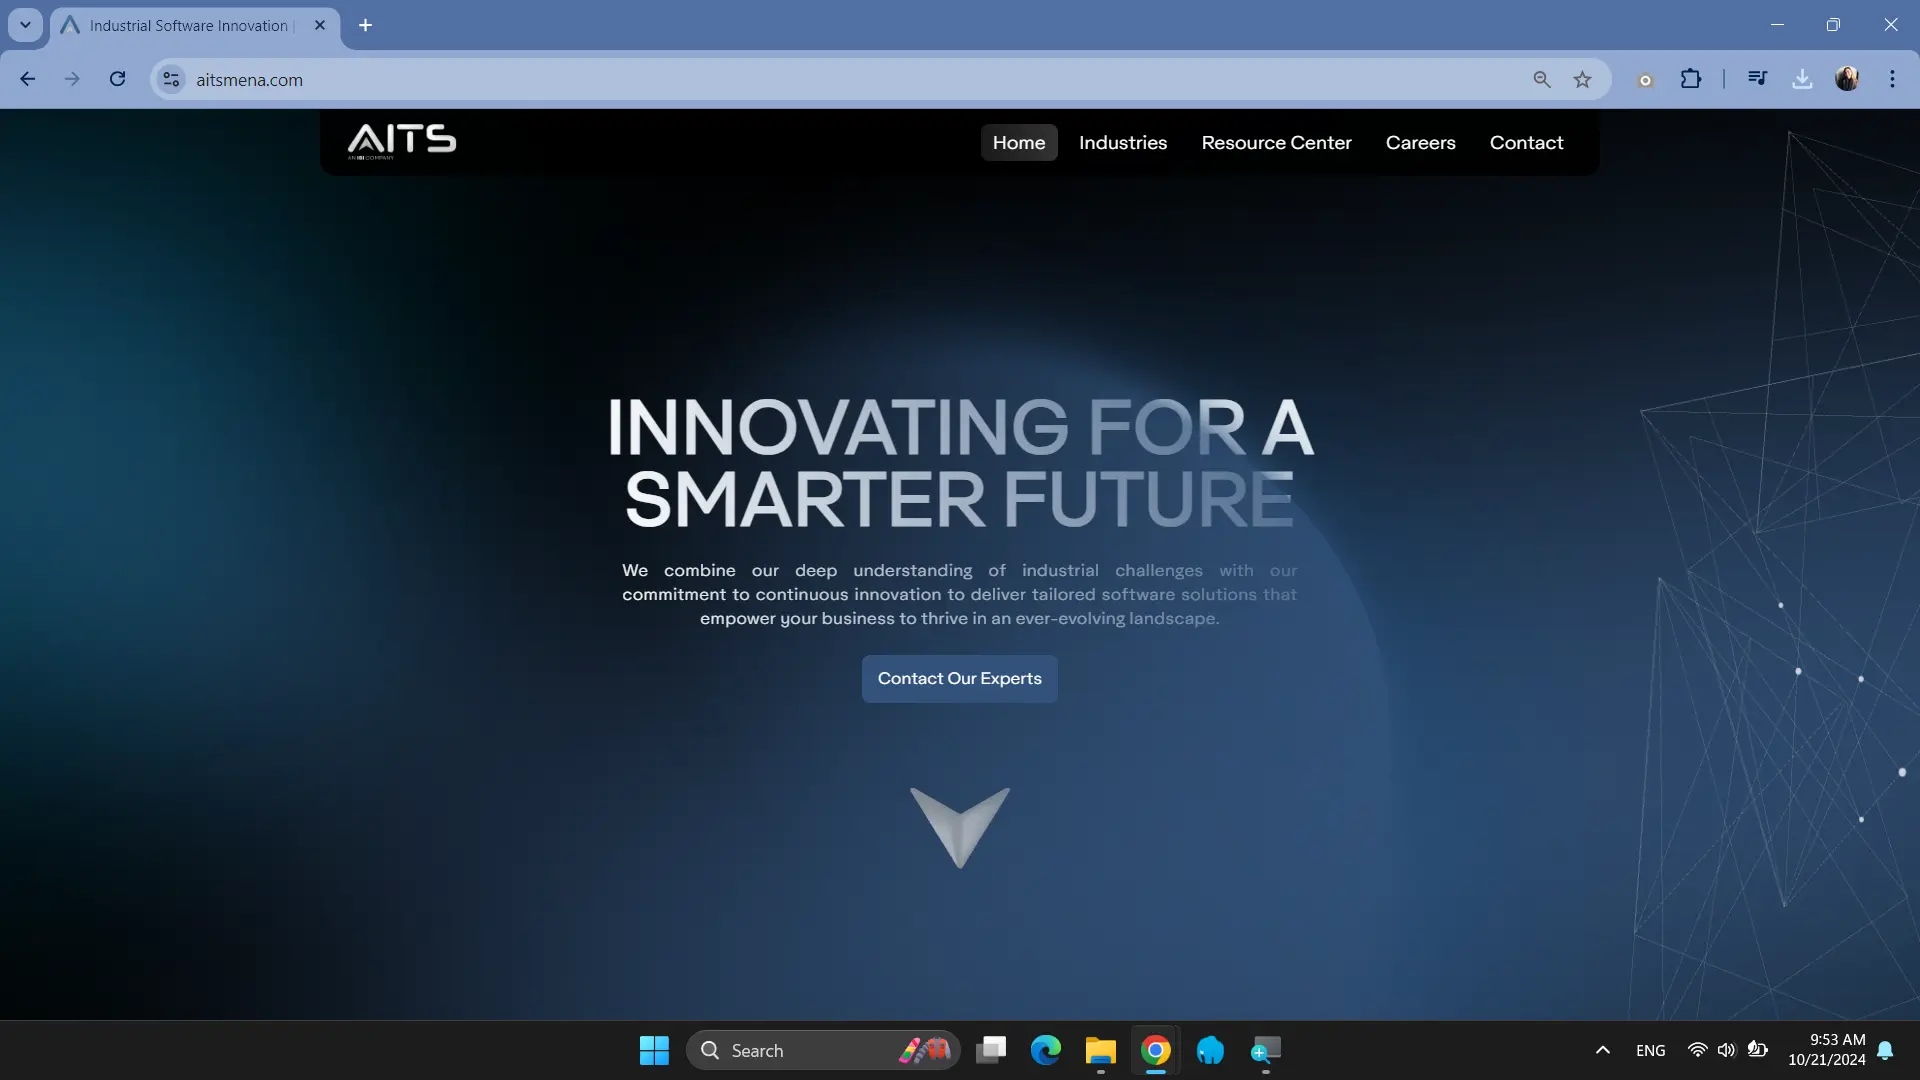 Industrial Software Innovation |
aitsmena.com
AITS
AN IBI COMPANY
Home Industries Resource Center Careers Contact
INNOVATING FOR A
SMARTER FUTURE
We combine our deep understanding of industrial challenges with our
commitment to continuous innovation to deliver tailored software solutions that
empower your business to thrive in an ever-evolving landscape.
Contact Our Experts
Search
ENG
9:53 AM
10/21/2024